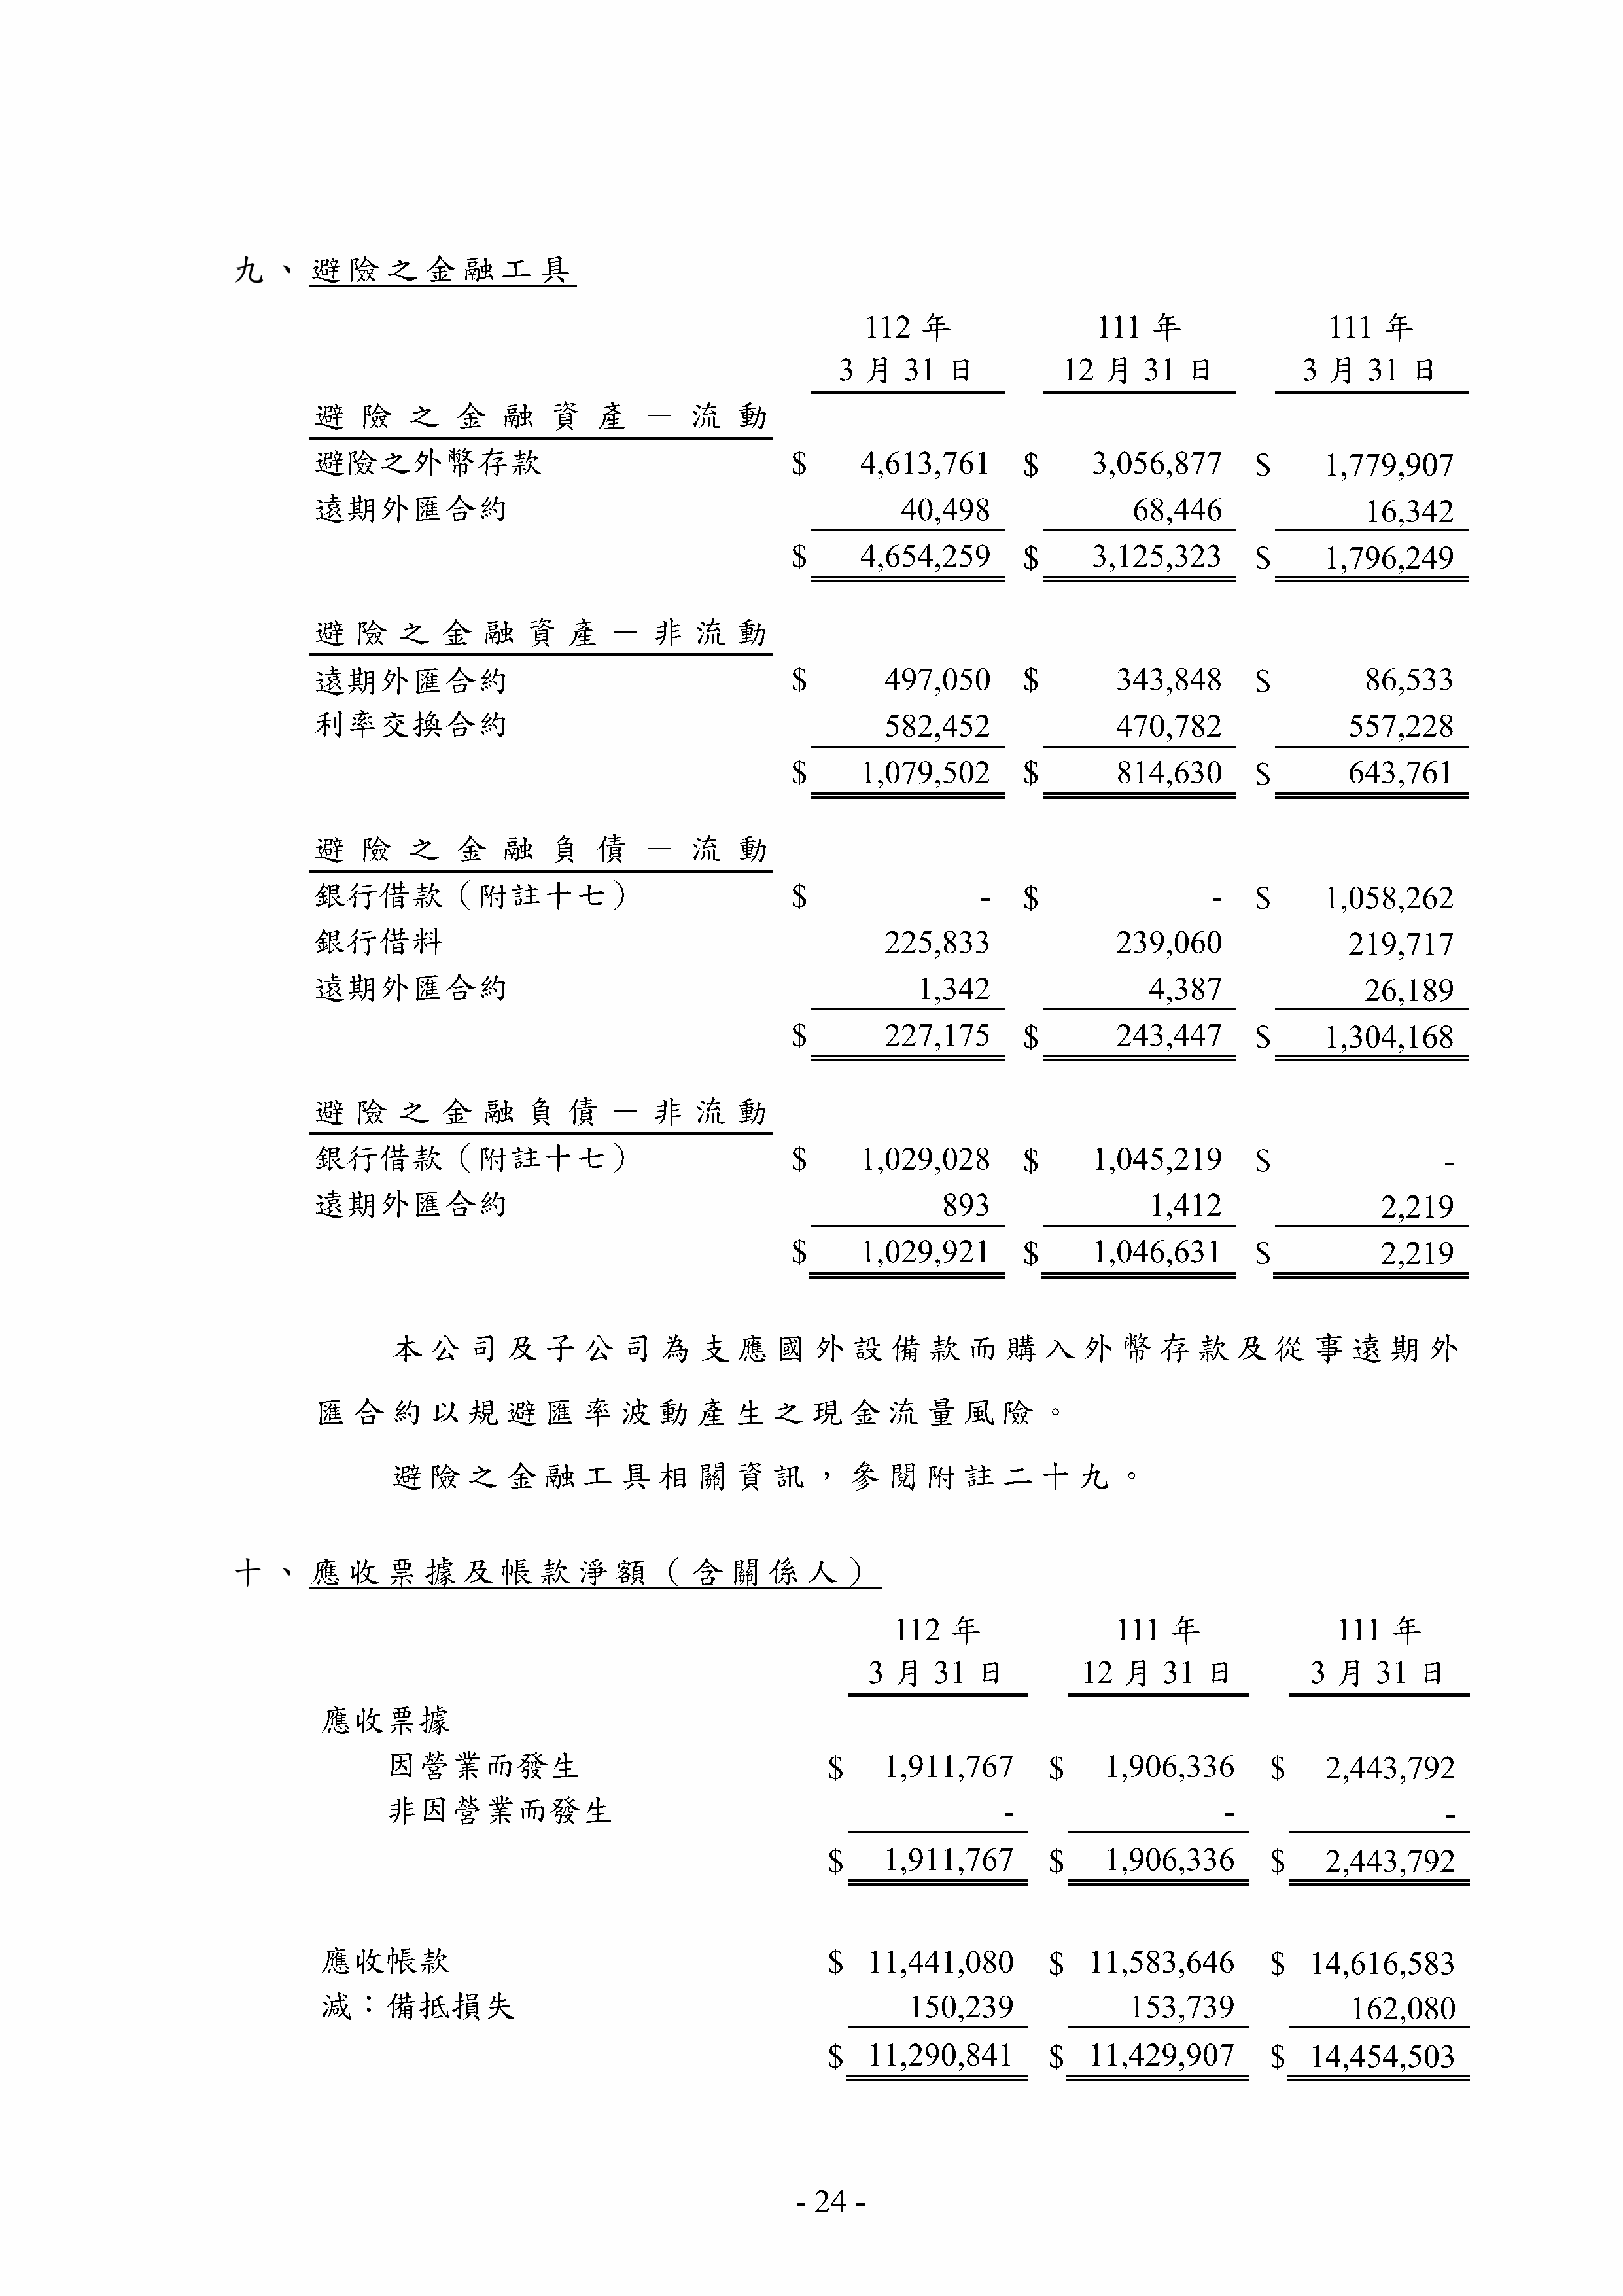 九、避險之金融工具
112 年 111 年 111 年
3 月 31 日 12 月 31 日 3 月 31 日
避險之金融資產－流動
避險之外幣存款 $ 4,613,761 $ 3,056,877 $ 1,779,907
遠期外匯合約 40,498 68,446 16,342
$ 4,654,259 $ 3,125,323 $ 1,796,249
避險之金融資產－非流動
遠期外匯合約 $ 497,050 $ 343,848 $ 86,533
利率交換合約 582,452 470,782 557,228
$ 1,079,502 $ 814,630 $ 643,761
避險之金融負債－流動
銀行借款（附註十七） $ - $ - $ 1,058,262
銀行借料 225,833 239,060 219,717
遠期外匯合約 1,342 4,387 26,189
$ 227,175 $ 243,447 $ 1,304,168
避險之金融負債－非流動
銀行借款（附註十七） $ 1,029,028 $ 1,045,219 $ -
遠期外匯合約 893 1,412 2,219
$ 1,029,921 $ 1,046,631 $ 2,219
本公司及子公司為支應國外設備款而購入外幣存款及從事遠期外
匯合約以規避匯率波動產生之現金流量風險。
避險之金融工具相關資訊，參閱附註二十九。
十、應收票據及帳款淨額（含關係人）
112 年 111 年 111 年
3 月 31 日 12 月 31 日 3 月 31 日
應收票據
因營業而發生 $ 1,911,767 $ 1,906,336 $ 2,443,792
非因營業而發生 - - -
$ 1,911,767 $ 1,906,336 $ 2,443,792
應收帳款 $ 11,441,080 $ 11,583,646 $ 14,616,583
減：備抵損失 150,239 153,739 162,080
$ 11,290,841 $ 11,429,907 $ 14,454,503
- 24 -